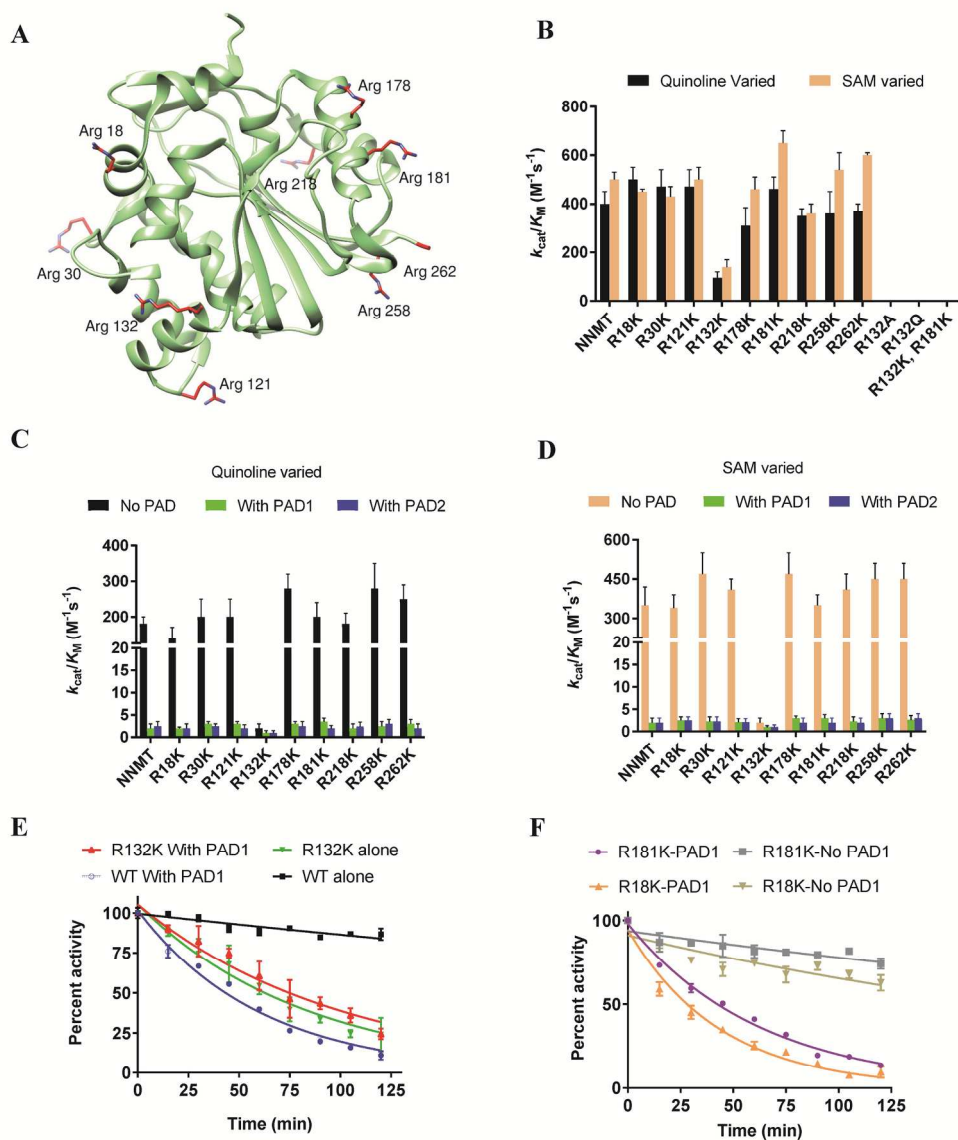 A
Arg 178
Arg 18
Arg 181
Arg 218
Arg 30
Arg 262
Arg 258
Arg 132
Arg 121
B
Quinoline Varied SAM varied
kcat/KM (M⁻¹s⁻¹)
800
600
400
200
0
NNMT R18K R30K R121K R132K R178K R181K R218K R258K R262K R132A R132Q R132K, R181K
C
Quinoline varied
No PAD With PAD1 With PAD2
kcat/KM (M⁻¹s⁻¹)
400
300
200
20
15
10
5
0
NNMT R18K R30K R121K R132K R178K R181K R218K R258K R262K
D
SAM varied
No PAD With PAD1 With PAD2
kcat/KM (M⁻¹s⁻¹)
600
450
300
20
15
10
5
0
NNMT R18K R30K R121K R132K R178K R181K R218K R258K R262K
E
R132K With PAD1 R132K alone
WT With PAD1 WT alone
Percent activity
100
75
50
25
0
0 25 50 75 100 125
Time (min)
F
R181K-PAD1 R181K-No PAD1
R18K-PAD1 R18K-No PAD1
Percent activity
100
50
0
0 25 50 75 100 125
Time (min)